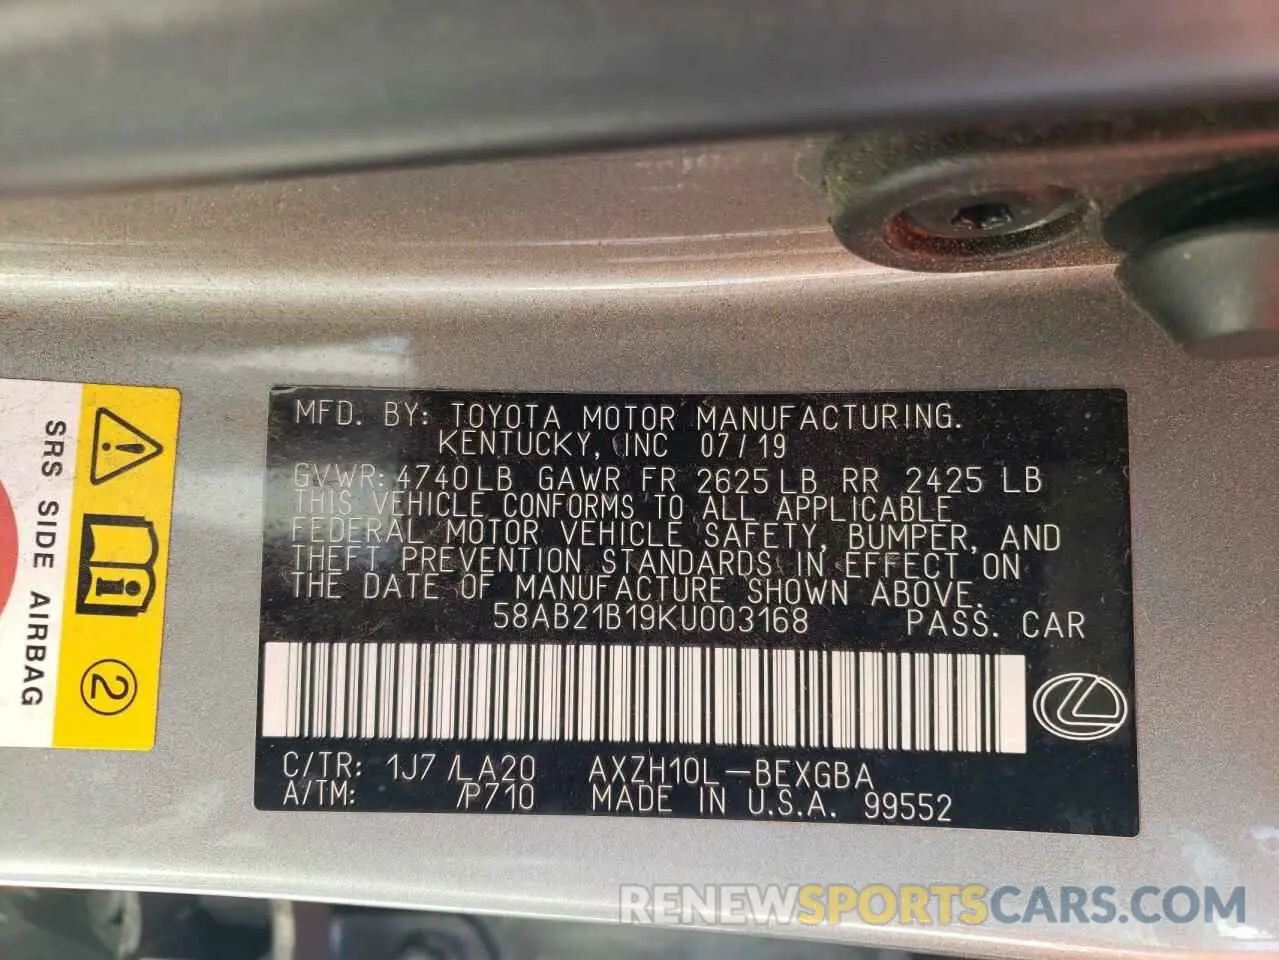 MFD. BY: TOYOTA MOTOR MANUFACTURING.
KENTUCKY, INC 07/19
GVWR: 4740LB GAWR FR 2625LB RR 2425 LB
THIS VEHICLE CONFORMS TO ALL APPLICABLE
FEDERAL MOTOR VEHICLE SAFETY, BUMPER, AND
THEFT PREVENTION STANDARDS IN EFFECT ON
THE DATE OF MANUFACTURE SHOWN ABOVE.
58AB21B19KU003168 PASS. CAR
C/TR: 1J7 /LA20 AXZH10L-BEXGBA
A/TM: /P710 MADE IN U.S.A. 99552
SRS SIDE AIRBAG
2
RENEWSPORTSCARS.COM